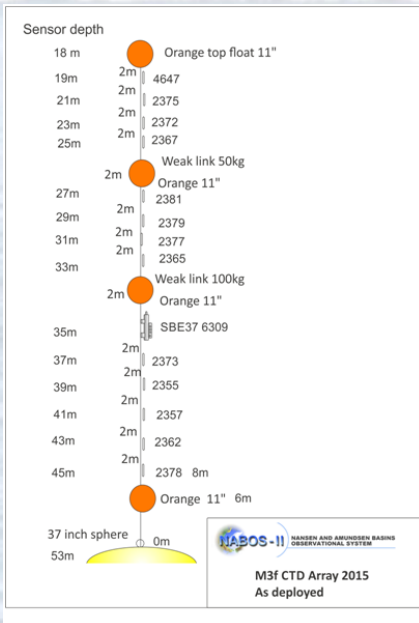 Sensor depth
18 m Orange top float 11"
2m
19m 4647
2m
21m 2375
2m
23m 2372
2m
25m 2367
Weak link 50kg
2m
Orange 11"
27m 2381
2m
29m 2379
2m
31m 2377
2m
33m 2365
Weak link 100kg
2m
Orange 11"
35m SBE37 6309
2m
37m 2373
2m
39m 2355
2m
41m 2357
2m
43m 2362
2m
45m 2378 8m
Orange 11" 6m
37 inch sphere 0m
53m
NABOS-II NANSEN AND AMUNDSEN BASINS
OBSERVATIONAL SYSTEM
M3f CTD Array 2015
As deployed